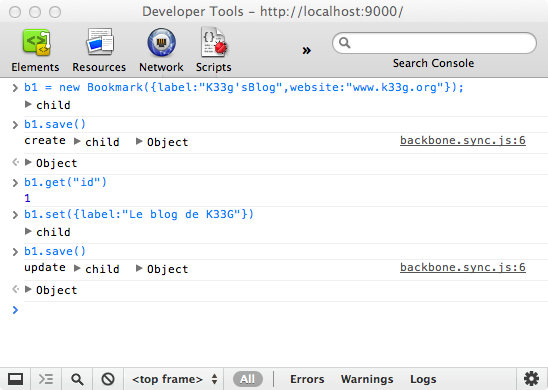 Developer Tools – http://localhost:9000/
Elements Resources Network Scripts » Search Console
> b1 = new Bookmark({label:"K33g'sBlog",website:"www.k33g.org"});
▶ child
> b1.save()
create ▶ child ▶ Object backbone.sync.js:6
▶ Object
> b1.get("id")
1
> b1.set({label:"Le blog de K33G"})
▶ child
> b1.save()
update ▶ child ▶ Object backbone.sync.js:6
▶ Object
>
<top frame> All Errors Warnings Logs